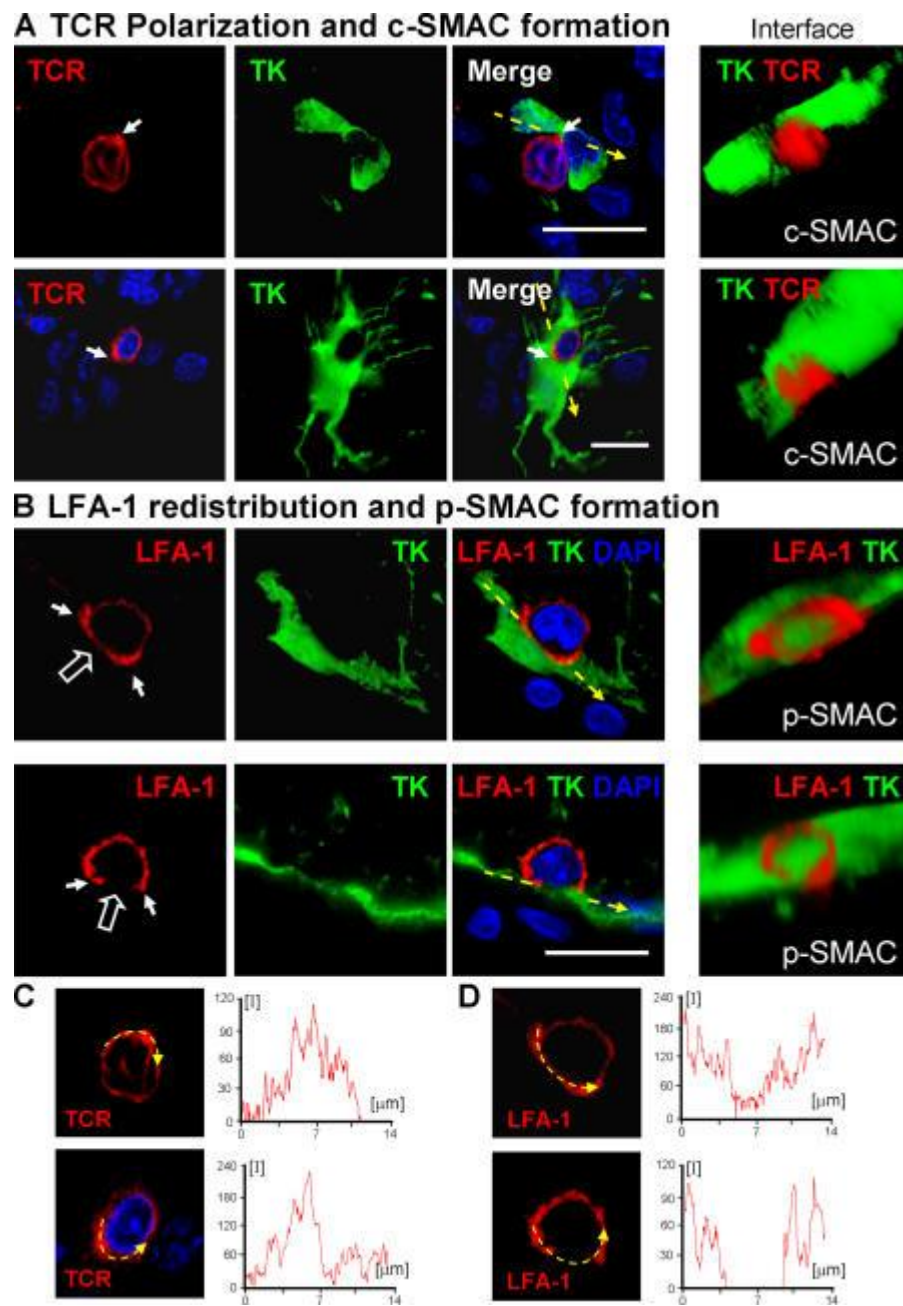 A TCR Polarization and c-SMAC formation
Interface
TCR
TK
Merge
TK TCR
c-SMAC
TCR
TK
Merge
TK TCR
c-SMAC
B LFA-1 redistribution and p-SMAC formation
LFA-1
TK
LFA-1 TK DAPI
LFA-1 TK
p-SMAC
LFA-1
TK
LFA-1 TK DAPI
LFA-1 TK
p-SMAC
C
TCR
120
90
60
30
0
[I]
[μm]
0 7 14
TCR
240
180
120
60
0
[I]
[μm]
0 7 14
D
LFA-1
240
180
120
60
0
[I]
[μm]
0 7 14
LFA-1
120
90
60
30
0
[I]
[μm]
0 7 14